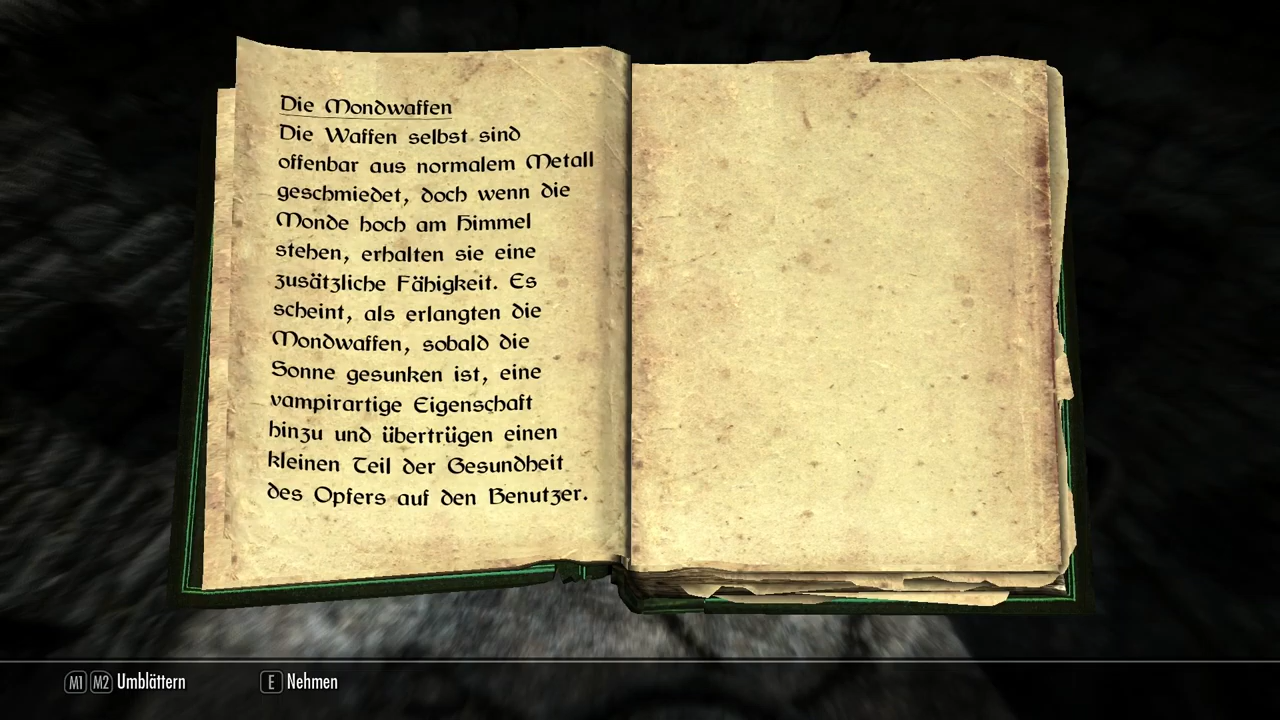 Die Mondwaffen
Die Waffen selbst sind
offenbar aus normalem Metall
geschmiedet, doch wenn die
Monde hoch am Himmel
stehen, erhalten sie eine
zusätzliche Fähigkeit. Es
scheint, als erlangten die
Mondwaffen, sobald die
Sonne gesunken ist, eine
vampirartige Eigenschaft
hinzu und übertrügen einen
kleinen Teil der Gesundheit
des Opfers auf den Benutzer.
M1 M2 Umblättern E Nehmen